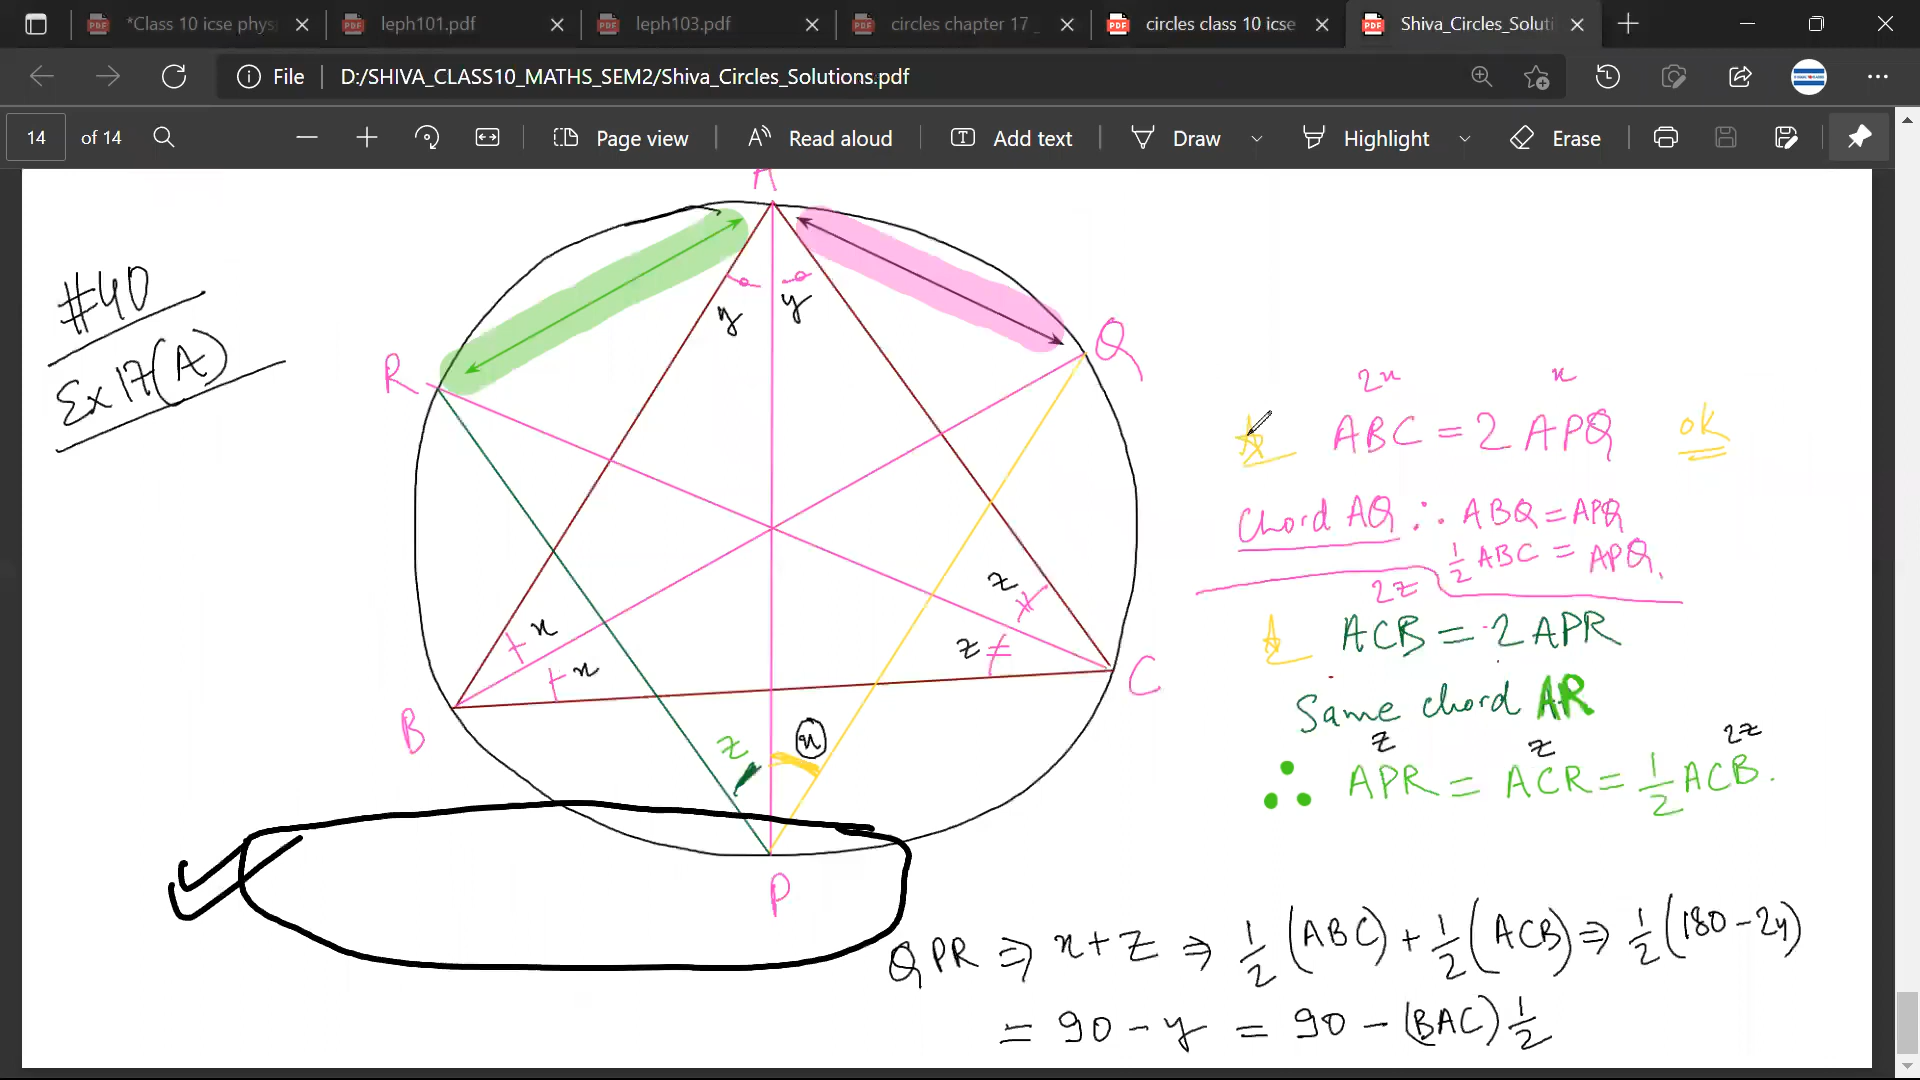 *Class 10 icse phys
leph101.pdf
leph103.pdf
circles chapter 17 _
circles class 10 icse
Shiva_Circles_Soluti
File
D:/SHIVA_CLASS10_MATHS_SEM2/Shiva_Circles_Solutions.pdf
14 of 14
Page view
Read aloud
Add text
Draw
Highlight
Erase
#40
Ex 17(A)
A
y y
R
Q
x
x
z
z
B
C
z x
P
2x x
ABC = 2 APQ ok
Chord AQ ∴ ABQ = APQ
1/2 ABC = APQ.
2z
ACB = 2 APR
Same chord AR
z z 2z
∴ APR = ACR = 1/2 ACB.
QPR ⇒ x + z ⇒ 1/2 (ABC) + 1/2 (ACB) ⇒ 1/2 (180 - 2y)
= 90 - y = 90 - (BAC) 1/2